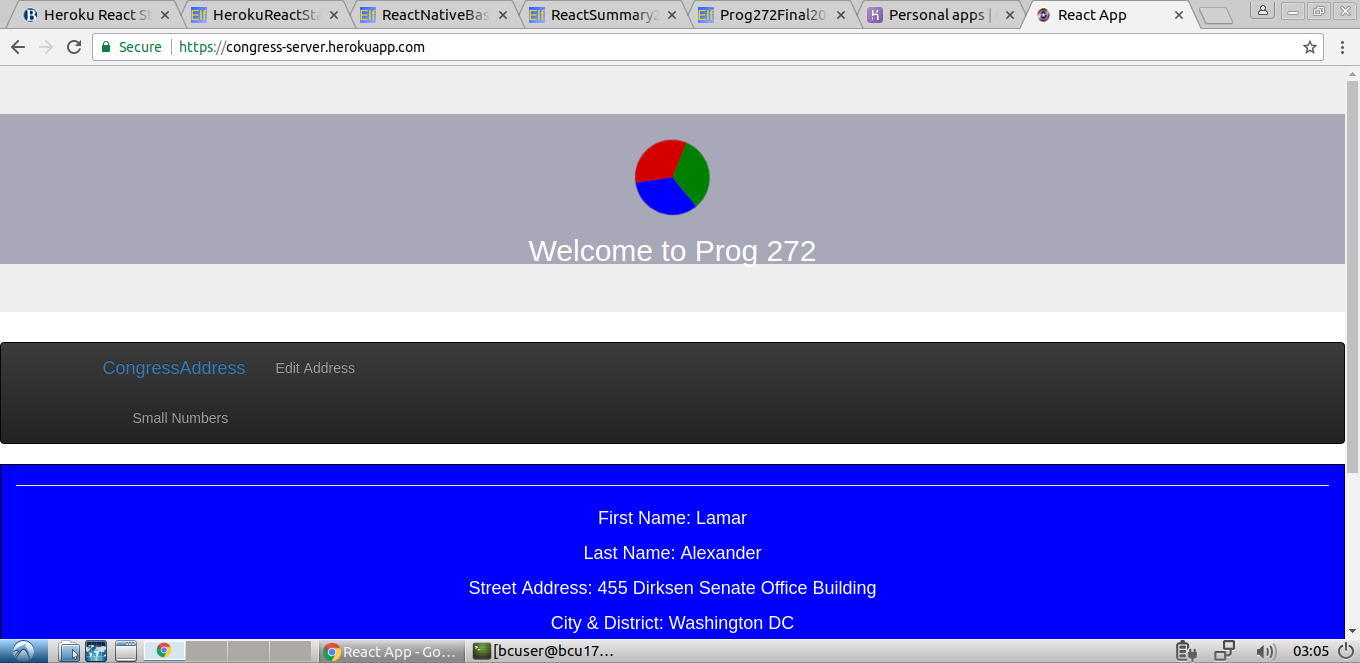 Heroku React St
HerokuReactSta
ReactNativeBas
ReactSummary2
Prog272Final20
Personal apps |
React App
Secure
https://congress-server.herokuapp.com
Welcome to Prog 272
CongressAddress
Edit Address
Small Numbers
First Name: Lamar
Last Name: Alexander
Street Address: 455 Dirksen Senate Office Building
City & District: Washington DC
React App - Go...
[bcuser@bcu17...
03:05